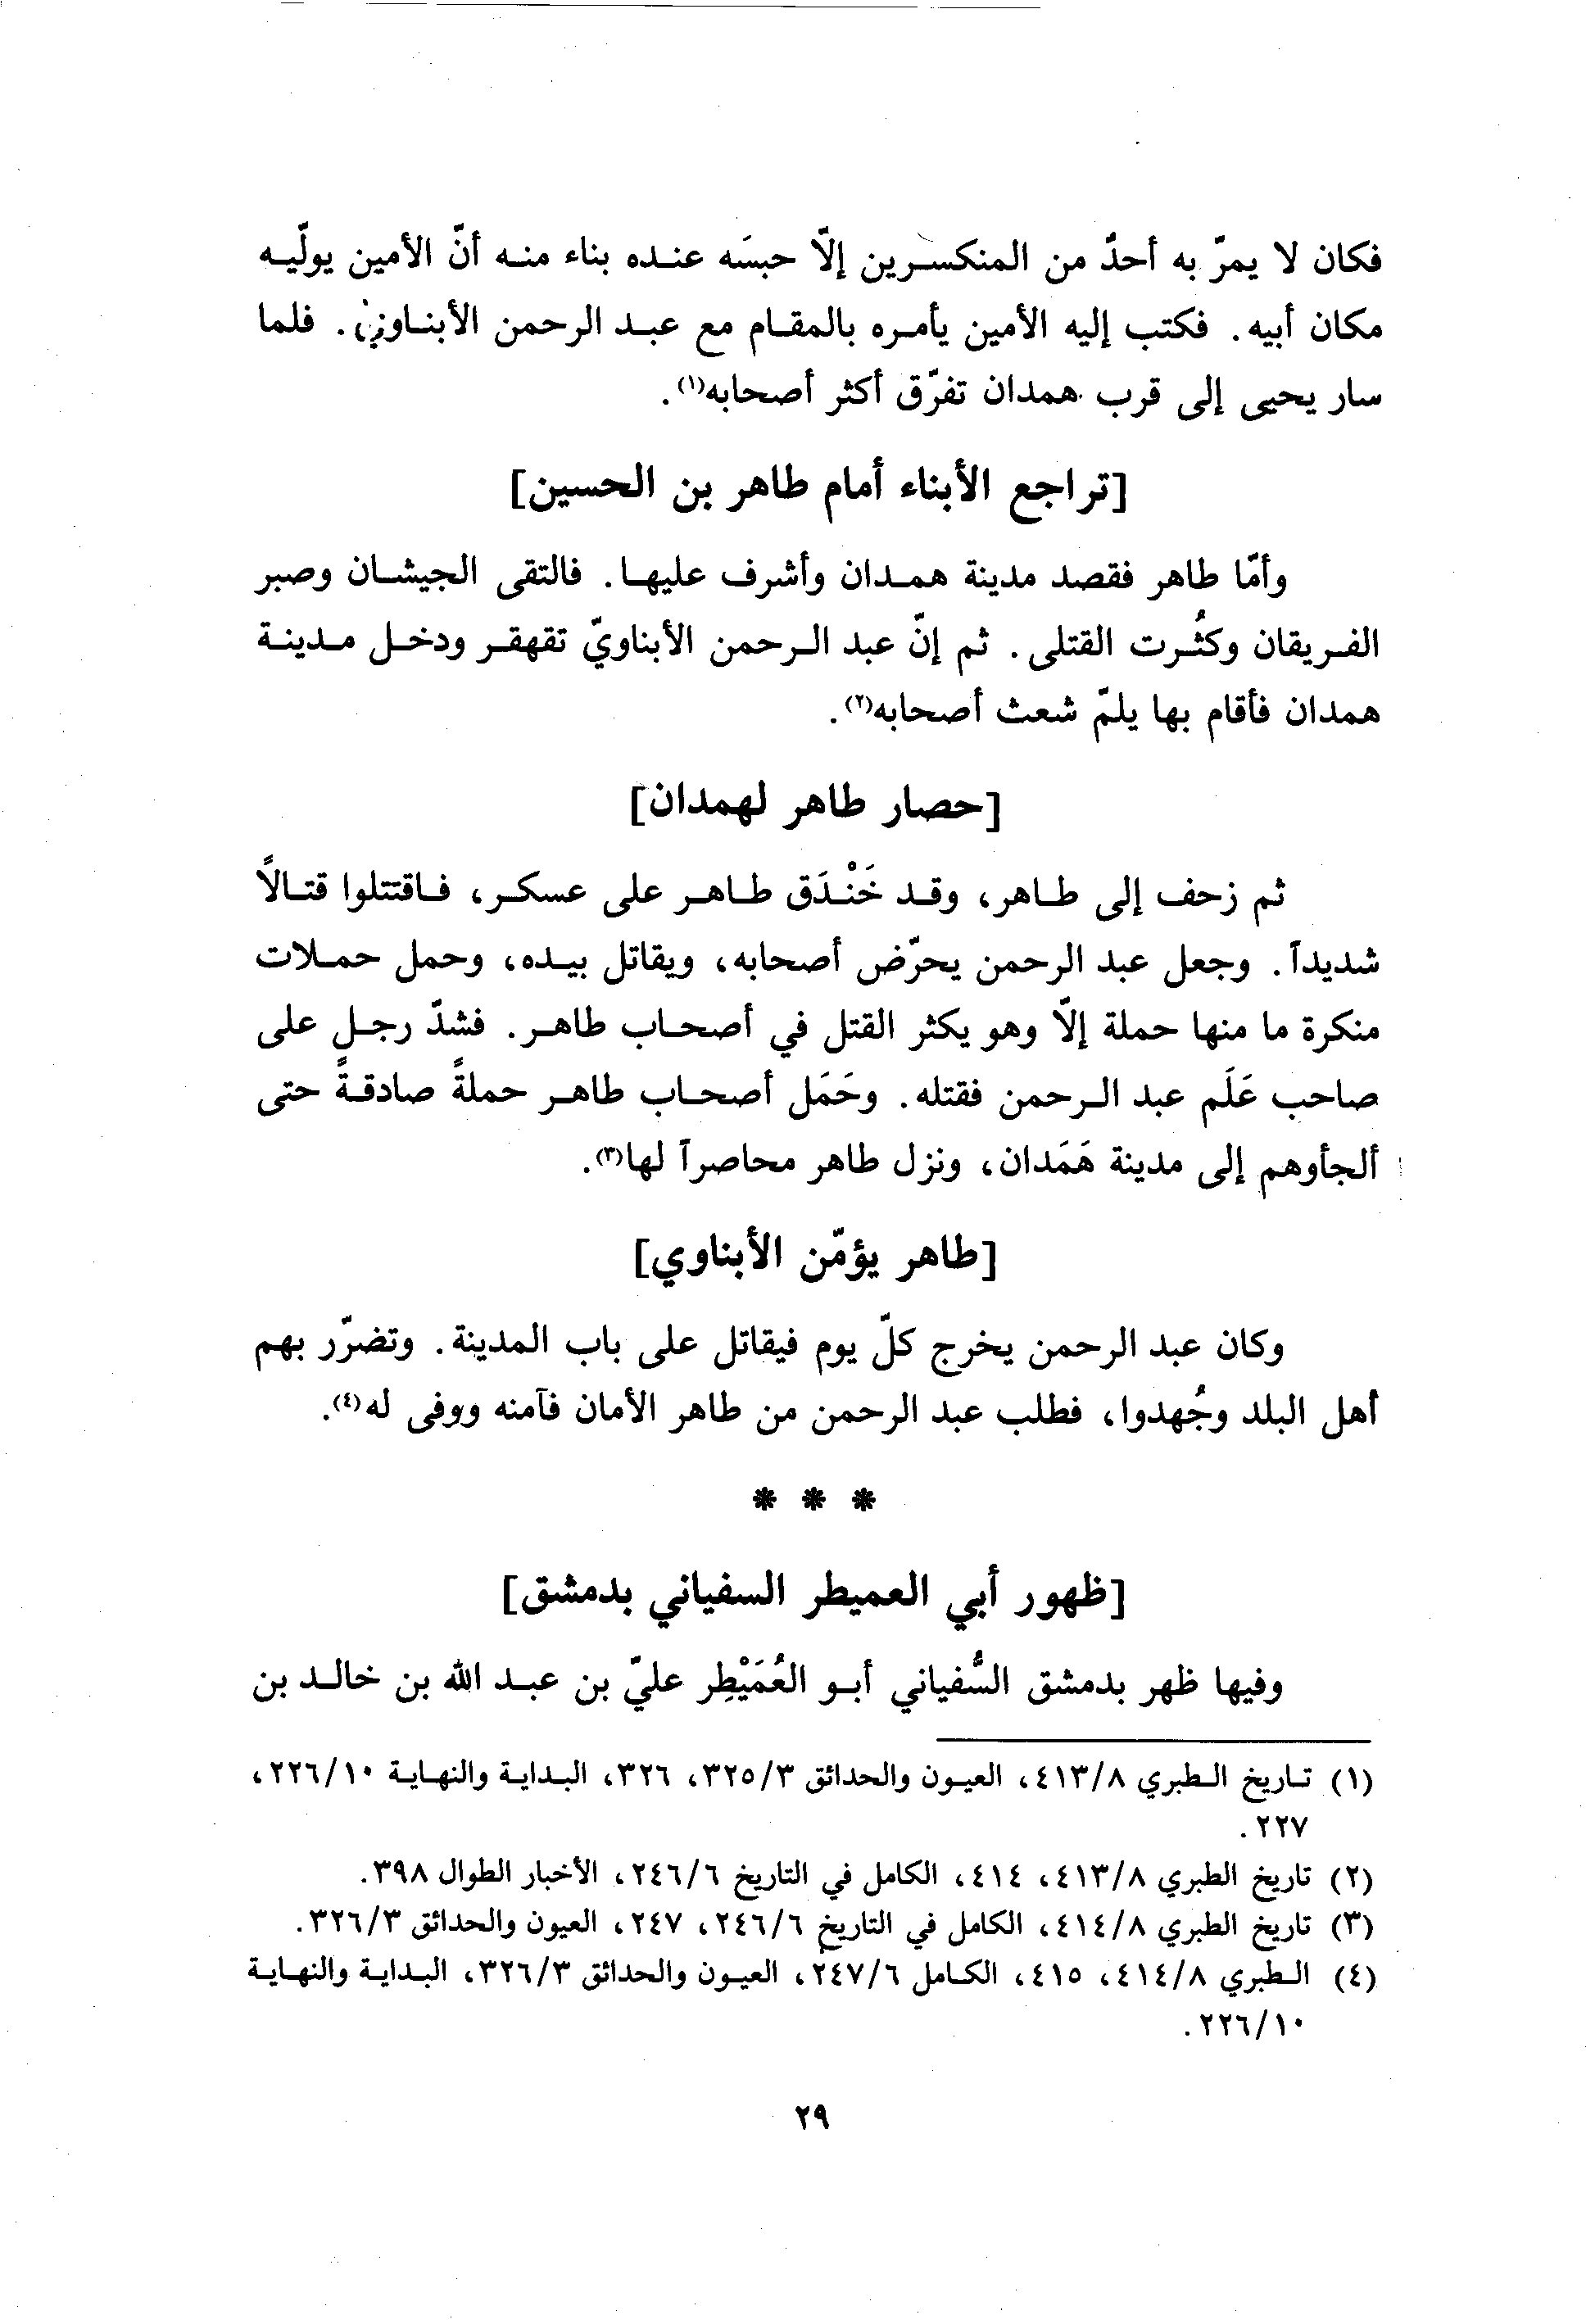 فكان لا يمرّ به أحدٌ من المنكسرين إلّا حبسَه عنده بناء منه أنّ الأمين يولّيه
مكان أبيه. فكتب إليه الأمين يأمره بالمقام مع عبد الرحمن الأبناوي. فلما
سار يحيى إلى قرب همدان تفرّق أكثر أصحابه(١).
[تراجع الأبناء أمام طاهر بن الحسين]
وأمّا طاهر فقصد مدينة همدان وأشرف عليها. فالتقى الجيشان وصبر
الفريقان وكثُرت القتلى. ثم إنّ عبد الرحمن الأبناويّ تقهقر ودخل مدينة
همدان فأقام بها يلمّ شعث أصحابه(٢).
[حصار طاهر لهمدان]
ثم زحف إلى طاهر، وقد خَنْدَق طاهر على عسكر، فاقتتلوا قتالاً
شديداً. وجعل عبد الرحمن يحرّض أصحابه، ويقاتل بيده، وحمل حملات
منكرة ما منها حملة إلّا وهو يكثر القتل في أصحاب طاهر. فشدّ رجل على
صاحب عَلَم عبد الرحمن فقتله. وحَمَل أصحاب طاهر حملةً صادقةً حتى
ألجأوهم إلى مدينة هَمَدان، ونزل طاهر محاصراً لها(٣).
[طاهر يؤمّن الأبناوي]
وكان عبد الرحمن يخرج كلّ يوم فيقاتل على باب المدينة. وتضرّر بهم
أهل البلد وجُهدوا، فطلب عبد الرحمن من طاهر الأمان فآمنه ووفى له(٤).
* * *
[ظهور أبي العميطر السفياني بدمشق]
وفيها ظهر بدمشق السُّفياني أبو العُمَيْطِر عليّ بن عبد الله بن خالد بن
(١) تاريخ الطبري ٤١٣/٨، العيون والحدائق ٣٢٥/٣، ٣٢٦، البداية والنهاية ٢٢٦/١٠،
٢٢٧.
(٢) تاريخ الطبري ٤١٣/٨، ٤١٤، الكامل في التاريخ ٢٤٦/٦، الأخبار الطوال ٣٩٨.
(٣) تاريخ الطبري ٤١٤/٨، الكامل في التاريخ ٢٤٦/٦، ٢٤٧، العيون والحدائق ٣٢٦/٣.
(٤) الطبري ٤١٤/٨، ٤١٥، الكامل ٢٤٧/٦، العيون والحدائق ٣٢٦/٣، البداية والنهاية
٢٢٦/١٠.
٢٩